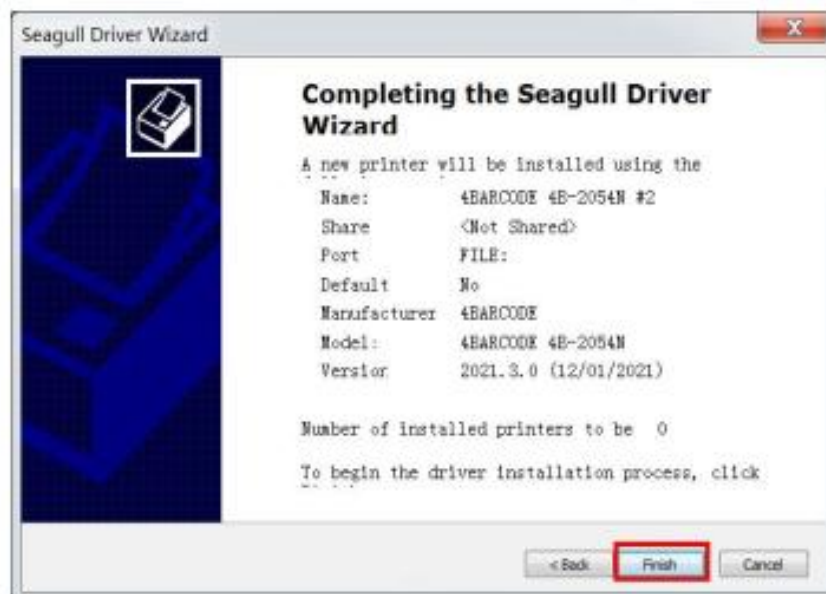 Seagull Driver Wizard
Completing the Seagull Driver
Wizard
A new printer will be installed using the
Name: 4BARCODE 4B-2054N #2
Share <Not Shared>
Port FILE:
Default No
Manufacturer 4BARCODE
Model: 4BARCODE 4B-2054N
Version 2021.3.0 (12/01/2021)
Number of installed printers to be 0
To begin the driver installation process, click
< Back Finish Cancel